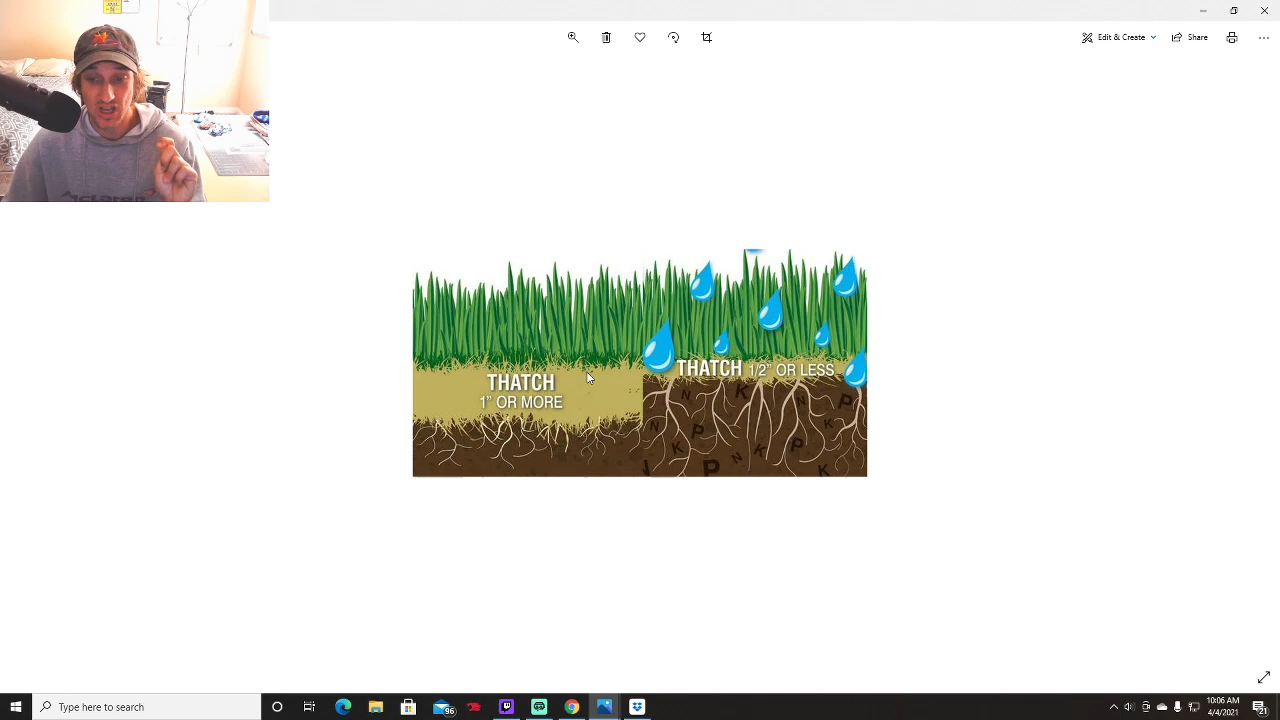 Edit & Create
Share
THATCH
1" OR MORE
THATCH 1/2" OR LESS
N
K
N
P
N
K
P
K
N
P
P
N
K
K
Type here to search
96
10:06 AM
4/4/2021